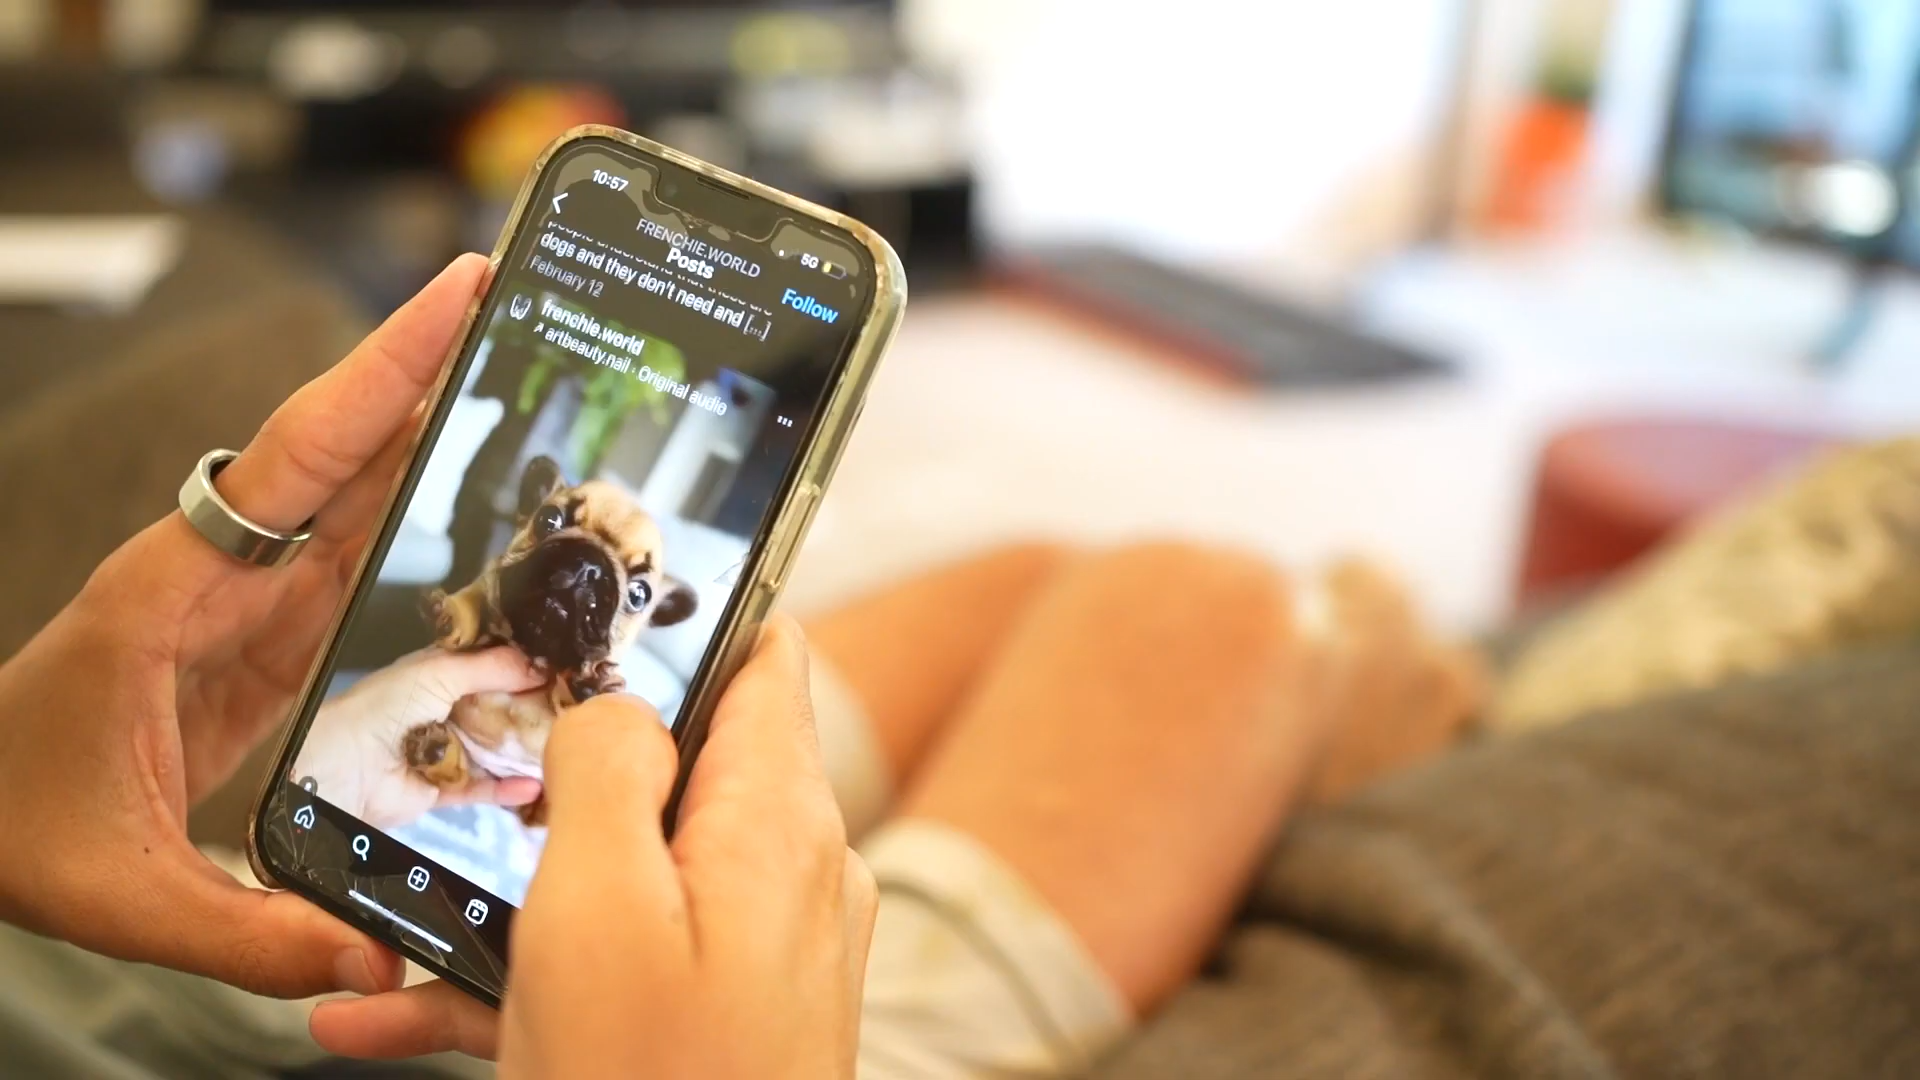 10:57
5G
FRENCHIE.WORLD
Posts
Follow
dogs and they don't need and [...]
February 12
frenchie.world
artbeauty.nail · Original audio